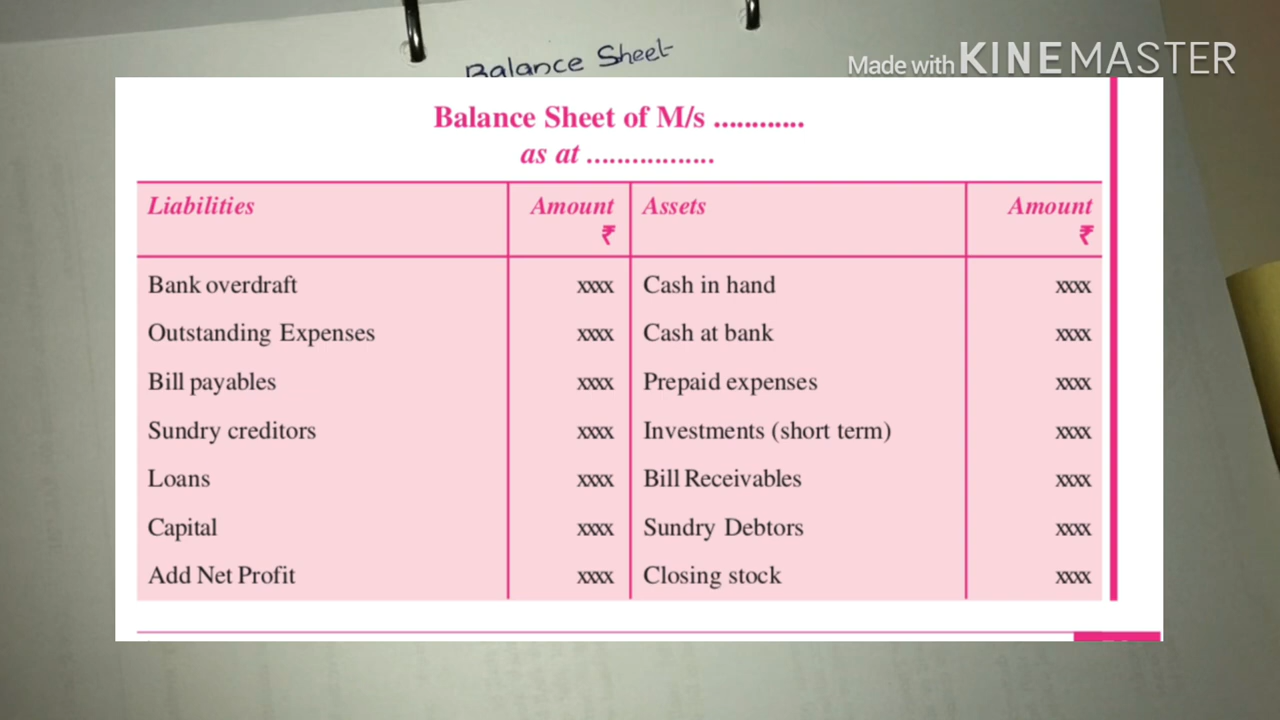 Balance Sheet
Made with KINEMASTER
Balance Sheet of M/s ............
as at .................
Liabilities Amount ₹ Assets Amount ₹
Bank overdraft xxxx Cash in hand xxxx
Outstanding Expenses xxxx Cash at bank xxxx
Bill payables xxxx Prepaid expenses xxxx
Sundry creditors xxxx Investments (short term) xxxx
Loans xxxx Bill Receivables xxxx
Capital xxxx Sundry Debtors xxxx
Add Net Profit xxxx Closing stock xxxx